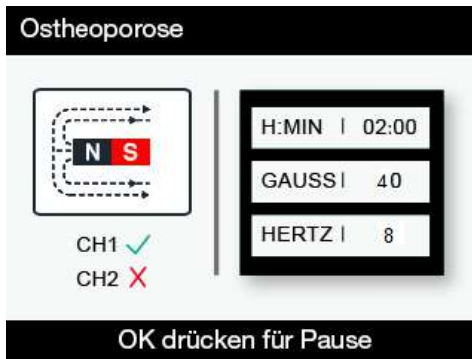 Ostheoporose
N S
CH1 ✓
CH2 X
H:MIN | 02:00
GAUSS | 40
HERTZ | 8
OK drücken für Pause